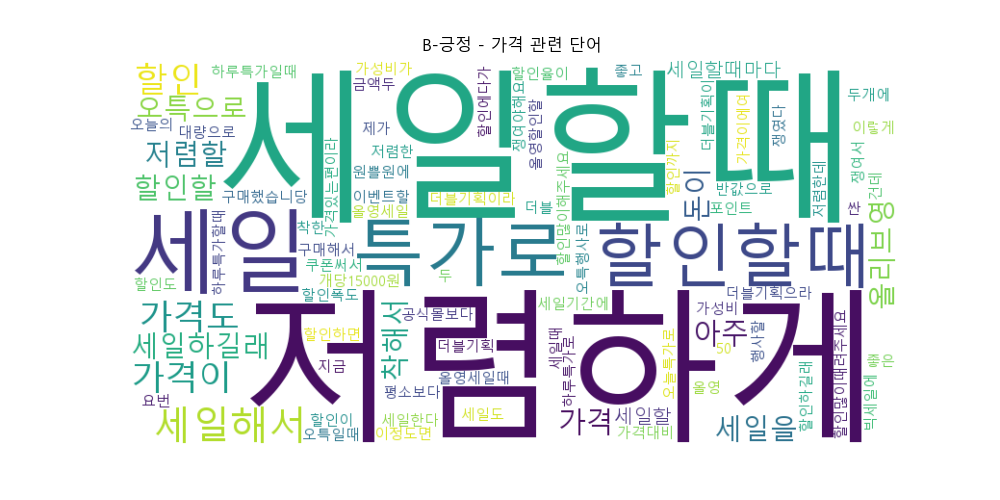 B-긍정 - 가격 관련 단어
세일할때
저렴하게
세일
특가로
할인할때
할인
하루특가일때
가성비가
금액두
오특으로
오늘의
대량으로
제가
저렴할
저렴한
할인할
구매했습니당
가격있는편이라
원쁠원에
이벤트할
올영세일
더블기획이라
할인에다가
할인율이
쟁여야해요
올영할인할
좋고
세일할때마다
더블기획이
가격이에여
쟁였다
두개에
이렇게
할인까지
할인많이해주세요
더블
돈이
반값으로
포인트
저렴한데
쟁여서
싼
건데
올리브영
착한
하루특가할때
구매해서
쿠폰써서
개당15000원
할인도
할인폭도
두
오특행사로
가격도
세일하길래
가격이
할인하면
지금
요번
착해서
공식몰보다
더블기획
올영세일때
평소보다
세일기간에
세일때
하루특가로
가성비
더블기획으라
아주
오늘특가로
50
행사할
올영
할인많이때려주세요
할인하길래
빅세일에
좋은
세일해서
할인이
오특일때
세일한다
이정도면
세일도
가격
세일할
가격대비
세일을